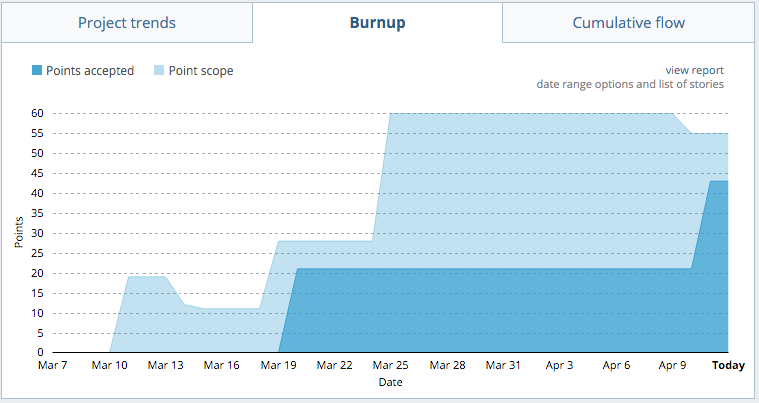 Project trends Burnup Cumulative flow
Points accepted Point scope view report
date range options and list of stories
60
55
50
45
40
35
30
25
20
15
10
5
0
Points
Mar 7 Mar 10 Mar 13 Mar 16 Mar 19 Mar 22 Mar 25 Mar 28 Mar 31 Apr 3 Apr 6 Apr 9 Today
Date